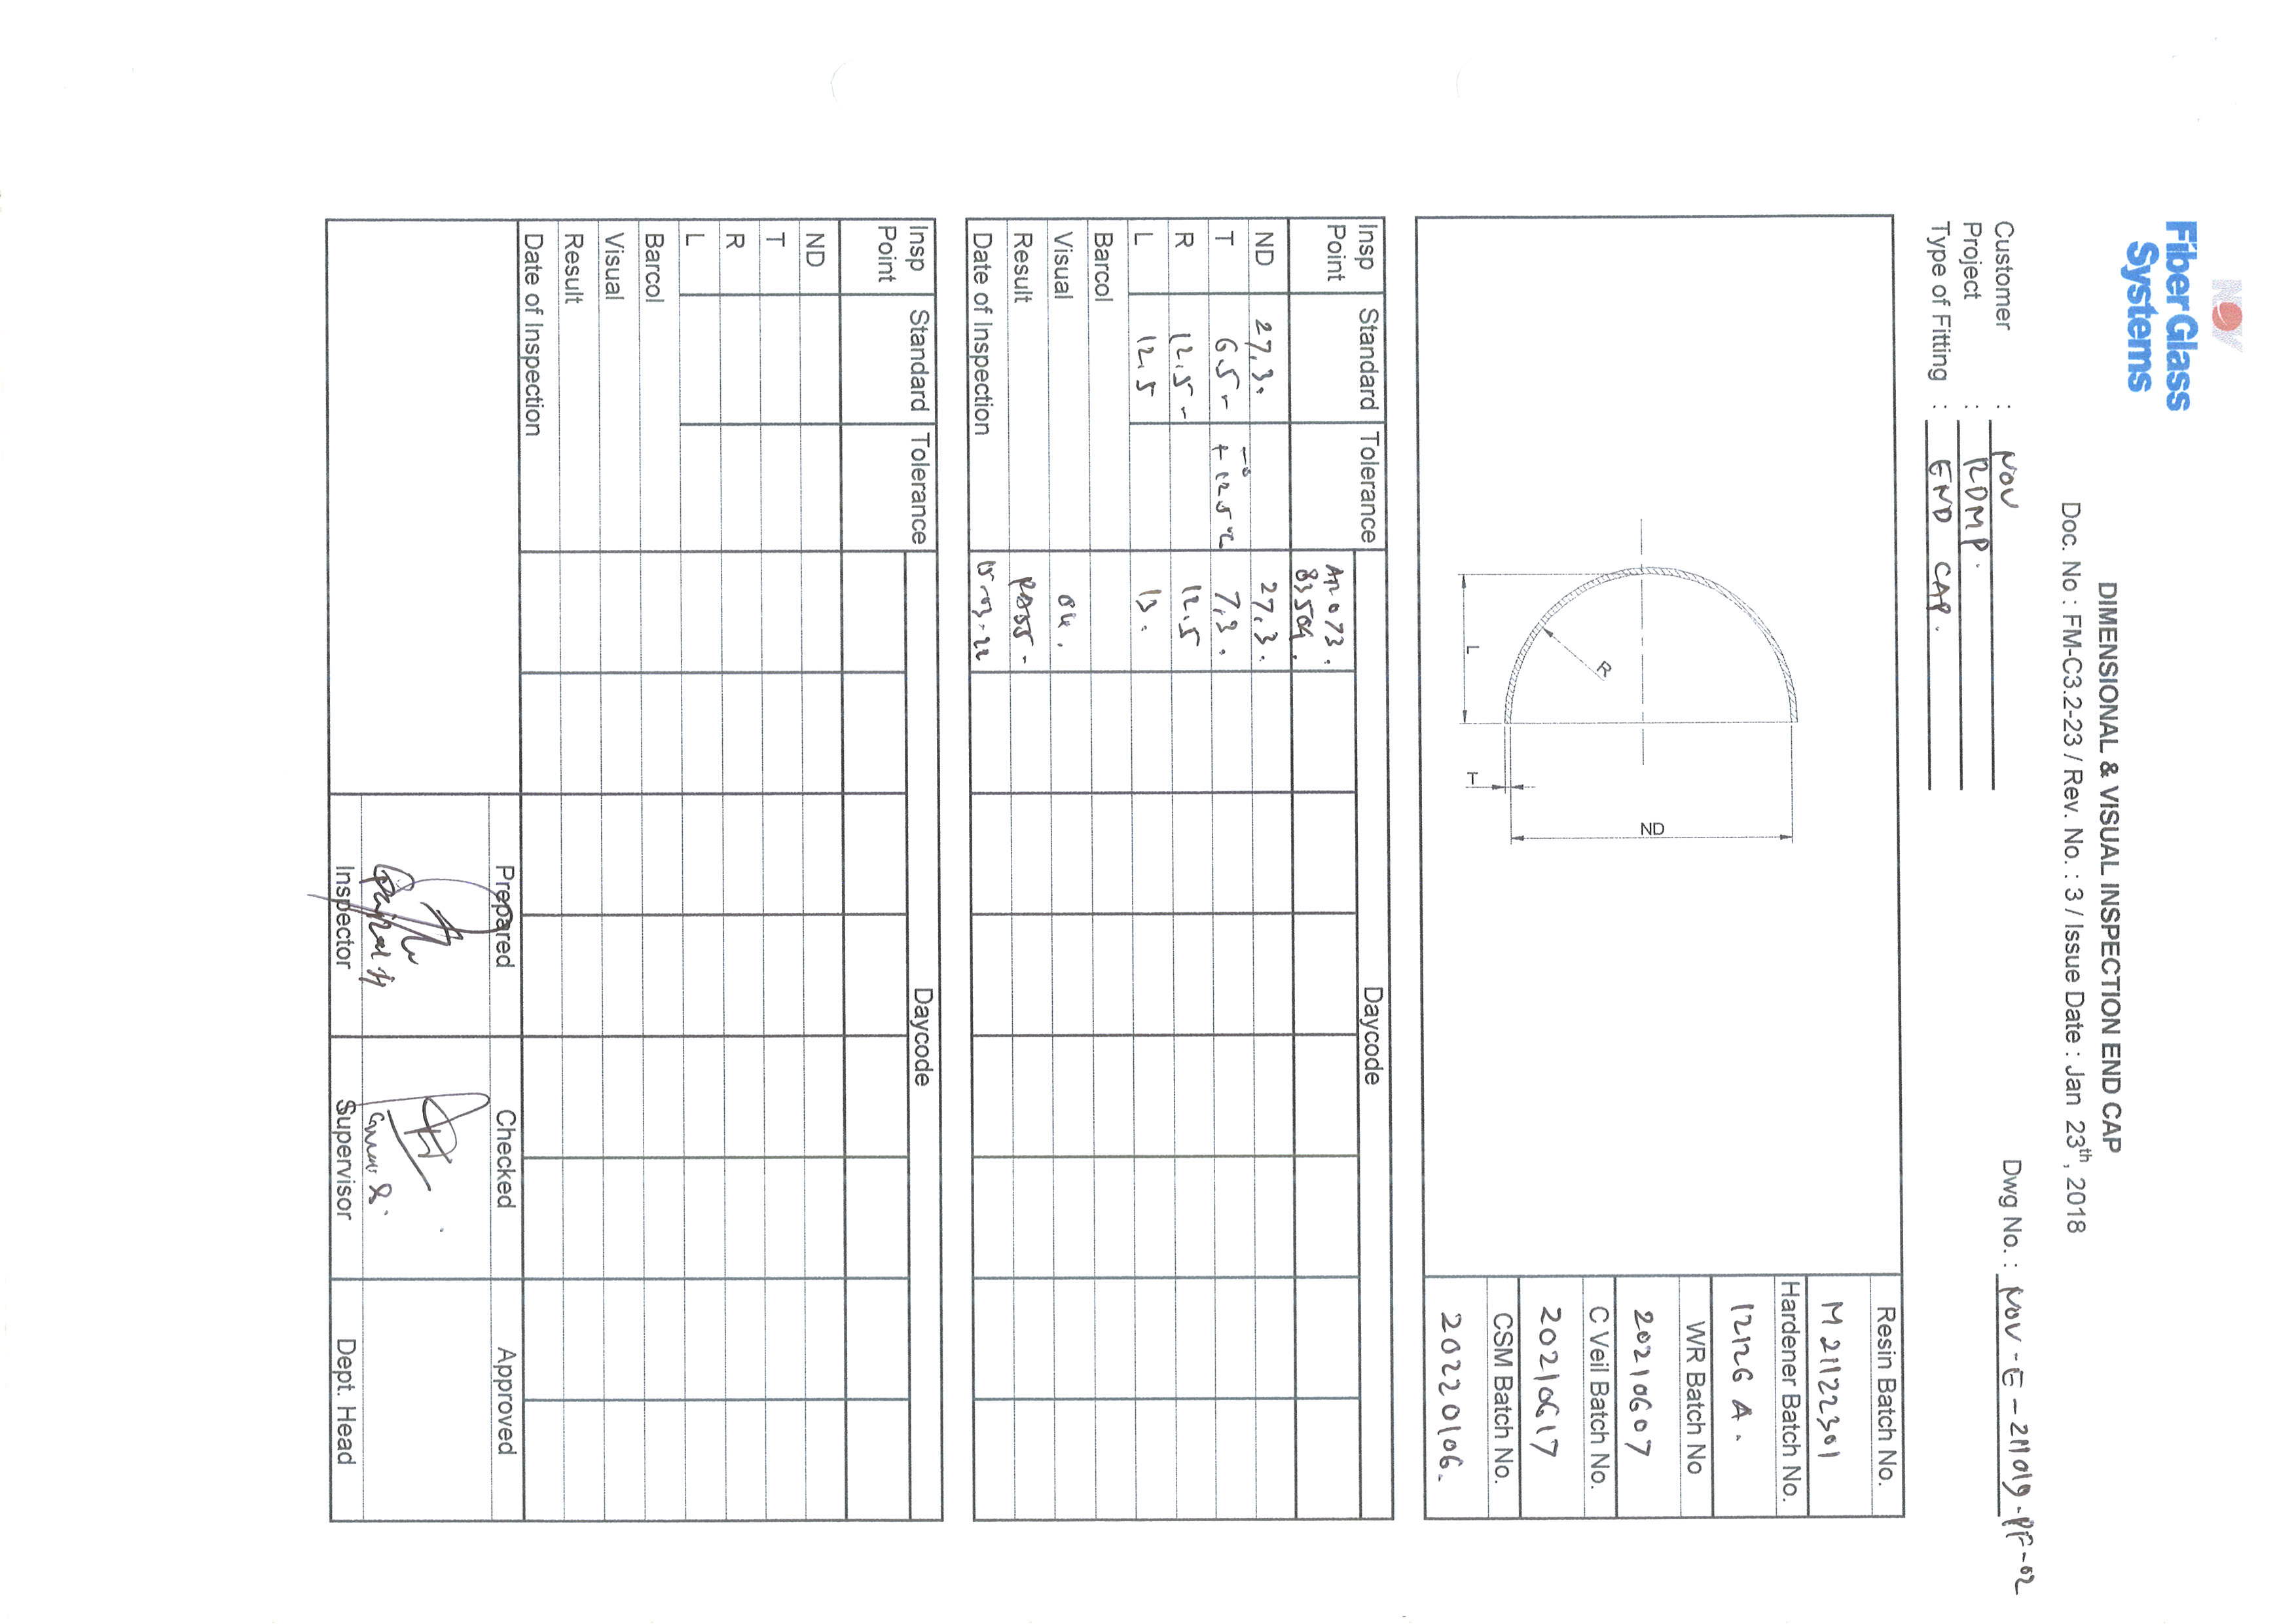 NOV
Fiber Glass
Systems
DIMENSIONAL & VISUAL INSPECTION END CAP
Doc. No : FM-C3.2-23 / Rev. No. : 3 / Issue Date : Jan 23th, 2018
Customer : NOV
Dwg No. : NOV-E-211019-PF-02
Project : RDMP.
Type of Fitting : END CAP.
Resin Batch No.
M 21122301
Hardener Batch No.
12126 A.
WR Batch No
20210607
C Veil Batch No.
20210617
CSM Batch No.
20220106.
ND
R
L
T
Insp Point Standard Tolerance Daycode
073.
83504.
ND 27,3. 27,3.
T 6.5- -0 + 12.5 % 7,3.
R 12.5- 12.5
L 12.5 13.
Barcol
Visual OK.
Result PASS-
Date of Inspection 15-03-22
Insp Point Standard Tolerance Daycode
ND
T
R
L
Barcol
Visual
Result
Date of Inspection
Prepared Checked Approved
Inspector Supervisor Dept. Head